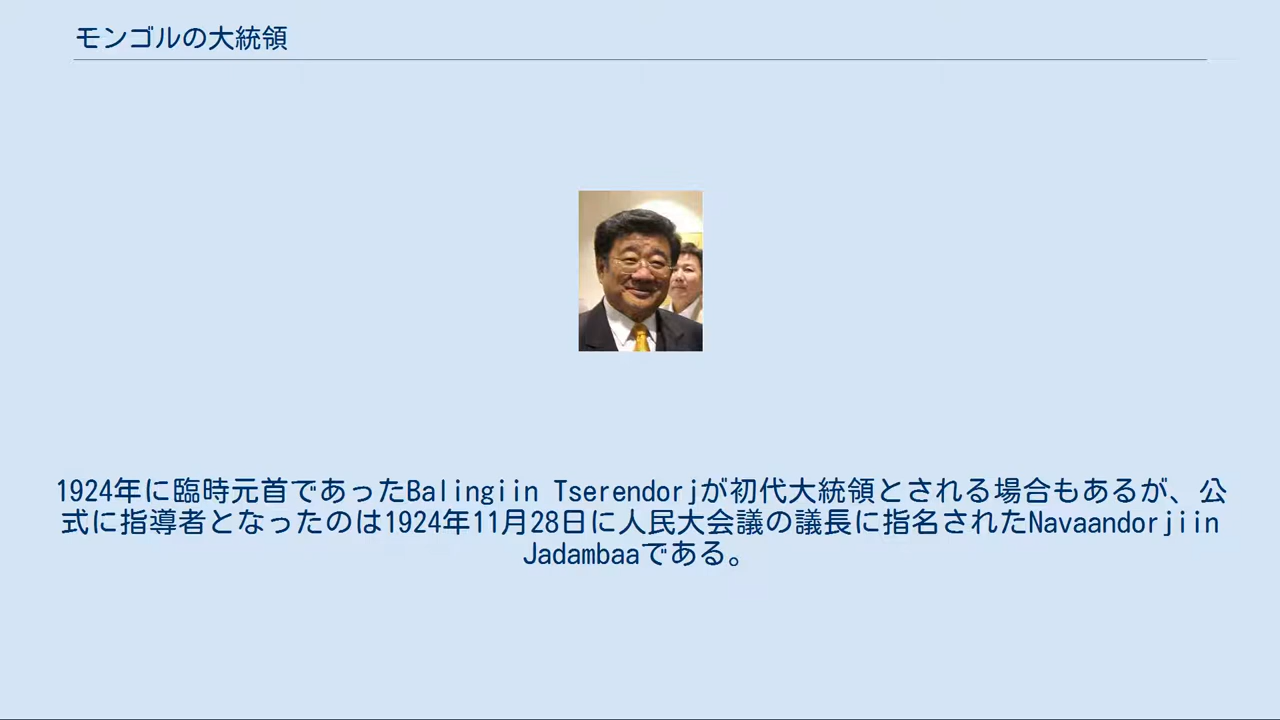 モンゴルの大統領
1924年に臨時元首であったBalingiin Tserendorjが初代大統領とされる場合もあるが、公
式に指導者となったのは1924年11月28日に人民大会議の議長に指名されたNavaandorjiin
Jadambaaである。